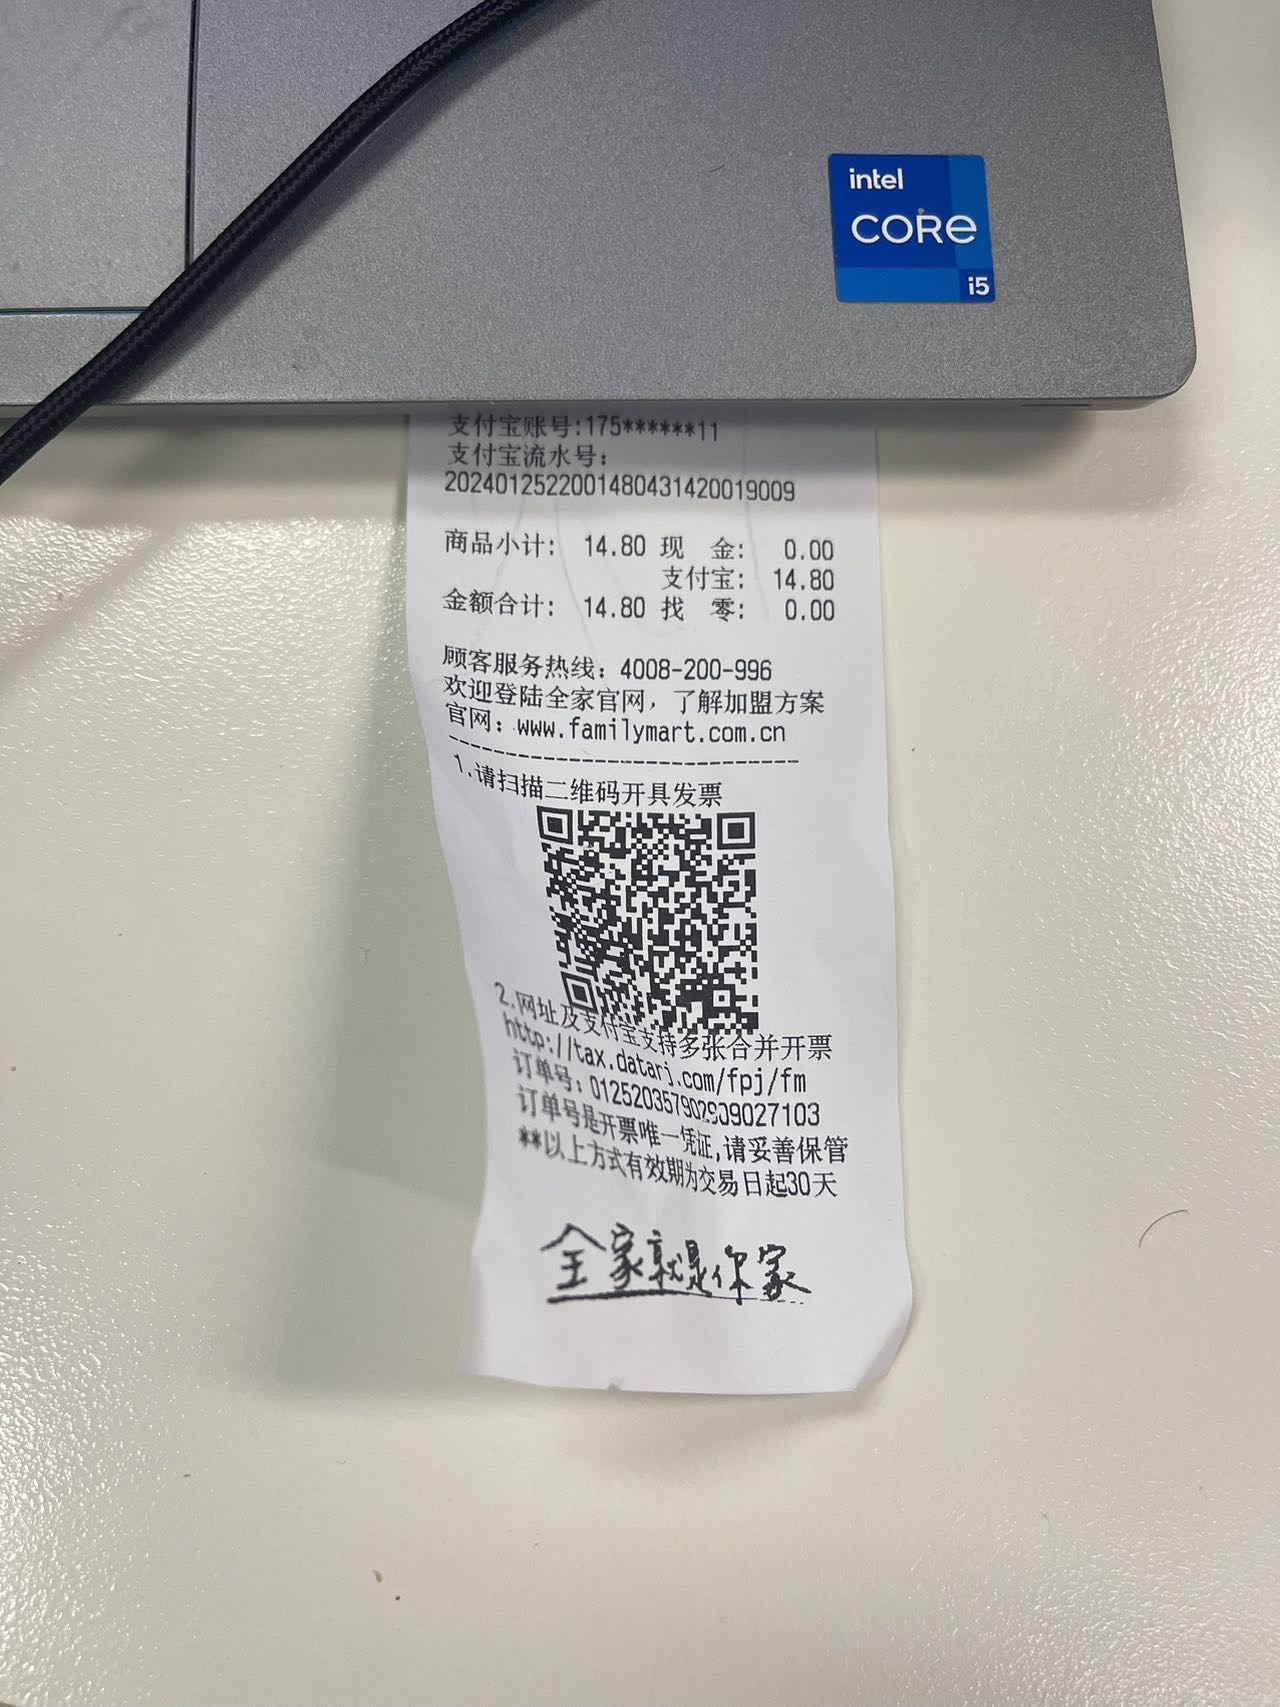 intel
CORE
i5
支付宝账号:175******11
支付宝流水号:
2024012522001480431420019009
商品小计: 14.80 现 金: 0.00
支付宝: 14.80
金额合计: 14.80 找 零: 0.00
顾客服务热线: 4008-200-996
欢迎登陆全家官网, 了解加盟方案
官网: www.familymart.com.cn
1.请扫描二维码开具发票
2.网址及支付宝支持多张合并开票
http://tax.datarj.com/fpj/fm
订单号: 012520357902909027103
订单号是开票唯一凭证,请妥善保管
**以上方式有效期为交易日起30天
全家就是你家